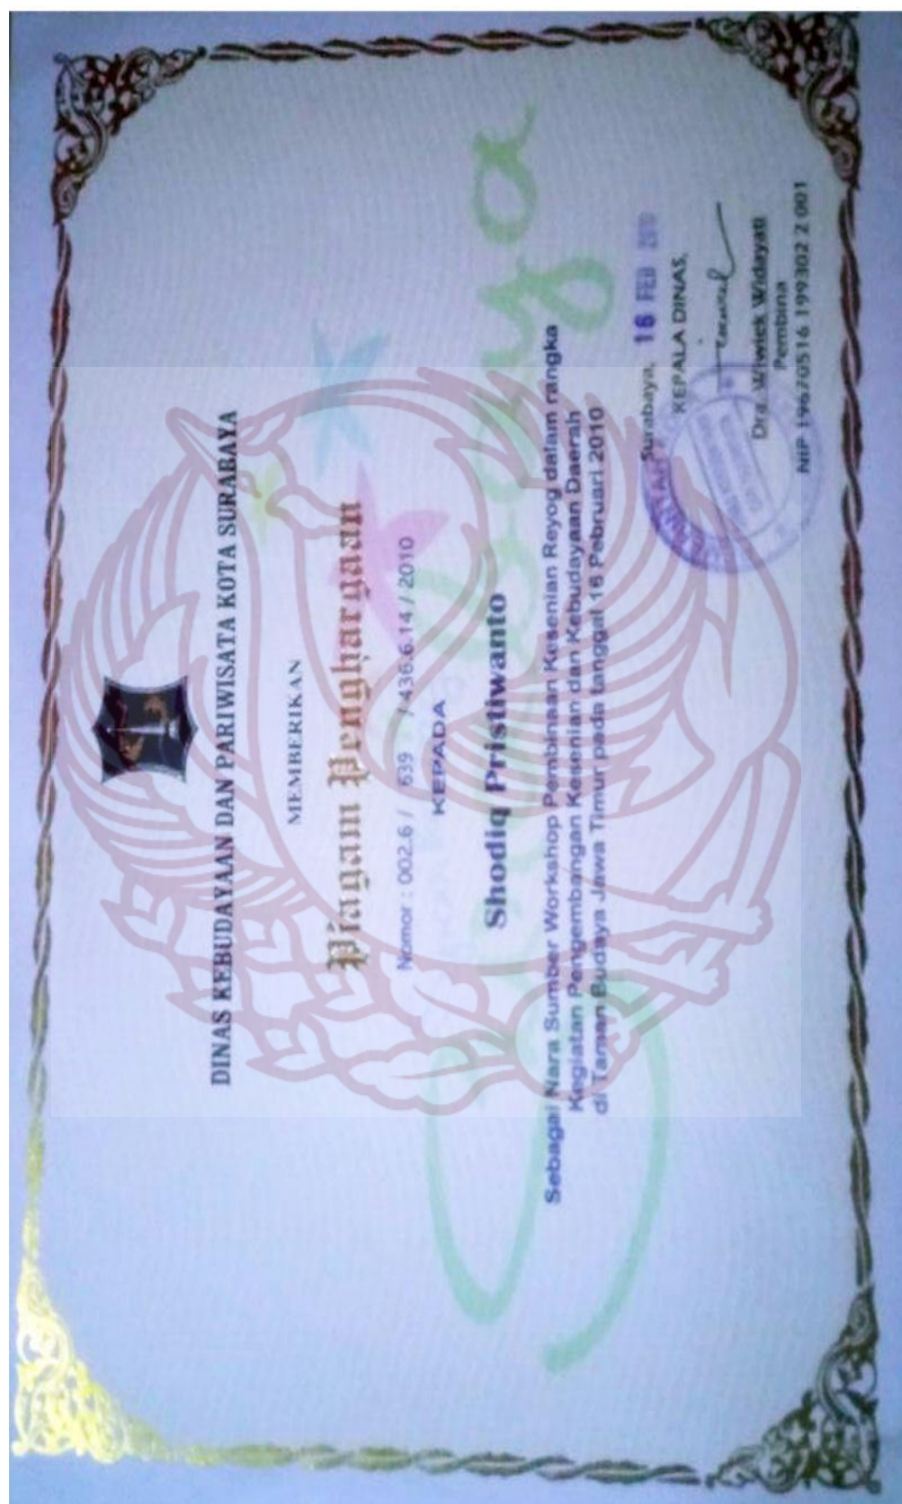 DINAS KEBUDAYAAN DAN PARIWISATA KOTA SURABAYA
MEMBERIKAN
Piagam Penghargaan
Nomor : 002.6 / 639 / 436.6.14 / 2010
KEPADA
Shodiq Pristiwanto
Sebagai Nara Sumber Workshop Pembinaan Kesenian Reyog dalam rangka
Kegiatan Pengembangan Kesenian dan Kebudayaan Daerah
di Taman Budaya Jawa Timur pada tanggal 16 Pebruari 2010
Surabaya, 16 FEB 2010
KEPALA DINAS,
Dra. Wiwiek Widayati
Pembina
NIP 19670516 199302 2 001